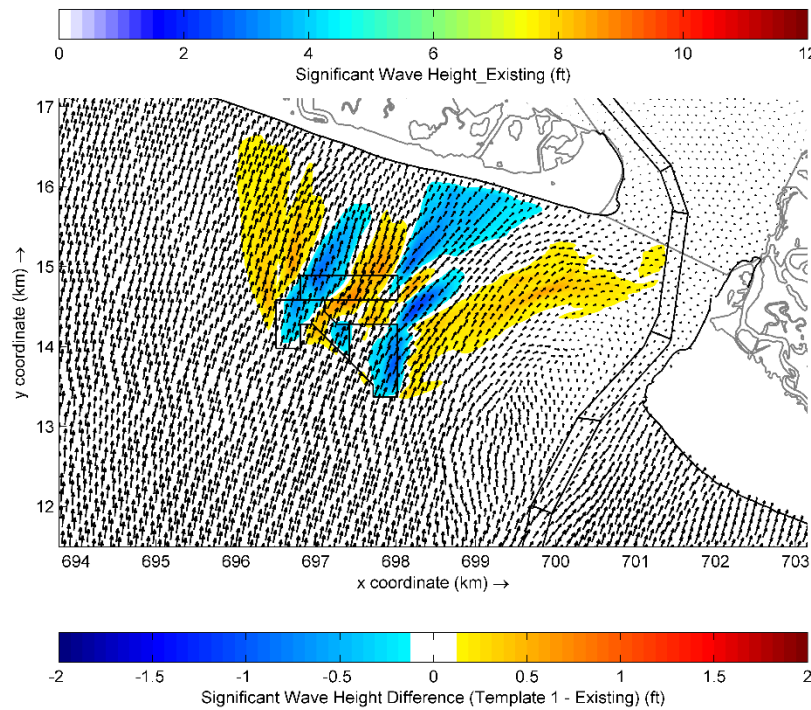 0 2 4 6 8 10 12
Significant Wave Height_Existing (ft)
17
16
15
14
13
12
y coordinate (km) →
694 695 696 697 698 699 700 701 702 703
x coordinate (km) →
-2 -1.5 -1 -0.5 0 0.5 1 1.5 2
Significant Wave Height Difference (Template 1 - Existing) (ft)